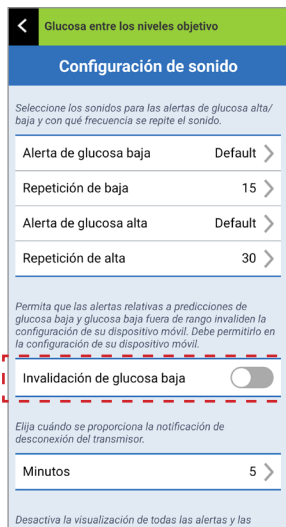 Glucosa entre los niveles objetivo
Configuración de sonido
Seleccione los sonidos para las alertas de glucosa alta/
baja y con qué frecuencia se repite el sonido.
Alerta de glucosa baja Default
Repetición de baja 15
Alerta de glucosa alta Default
Repetición de alta 30
Permita que las alertas relativas a predicciones de
glucosa baja y glucosa baja fuera de rango invaliden la
configuración de su dispositivo móvil. Debe permitirlo en
la configuración de su dispositivo móvil.
Invalidación de glucosa baja
Elija cuándo se proporciona la notificación de
desconexión del transmisor.
Minutos 5
Desactiva la visualización de todas las alertas y las